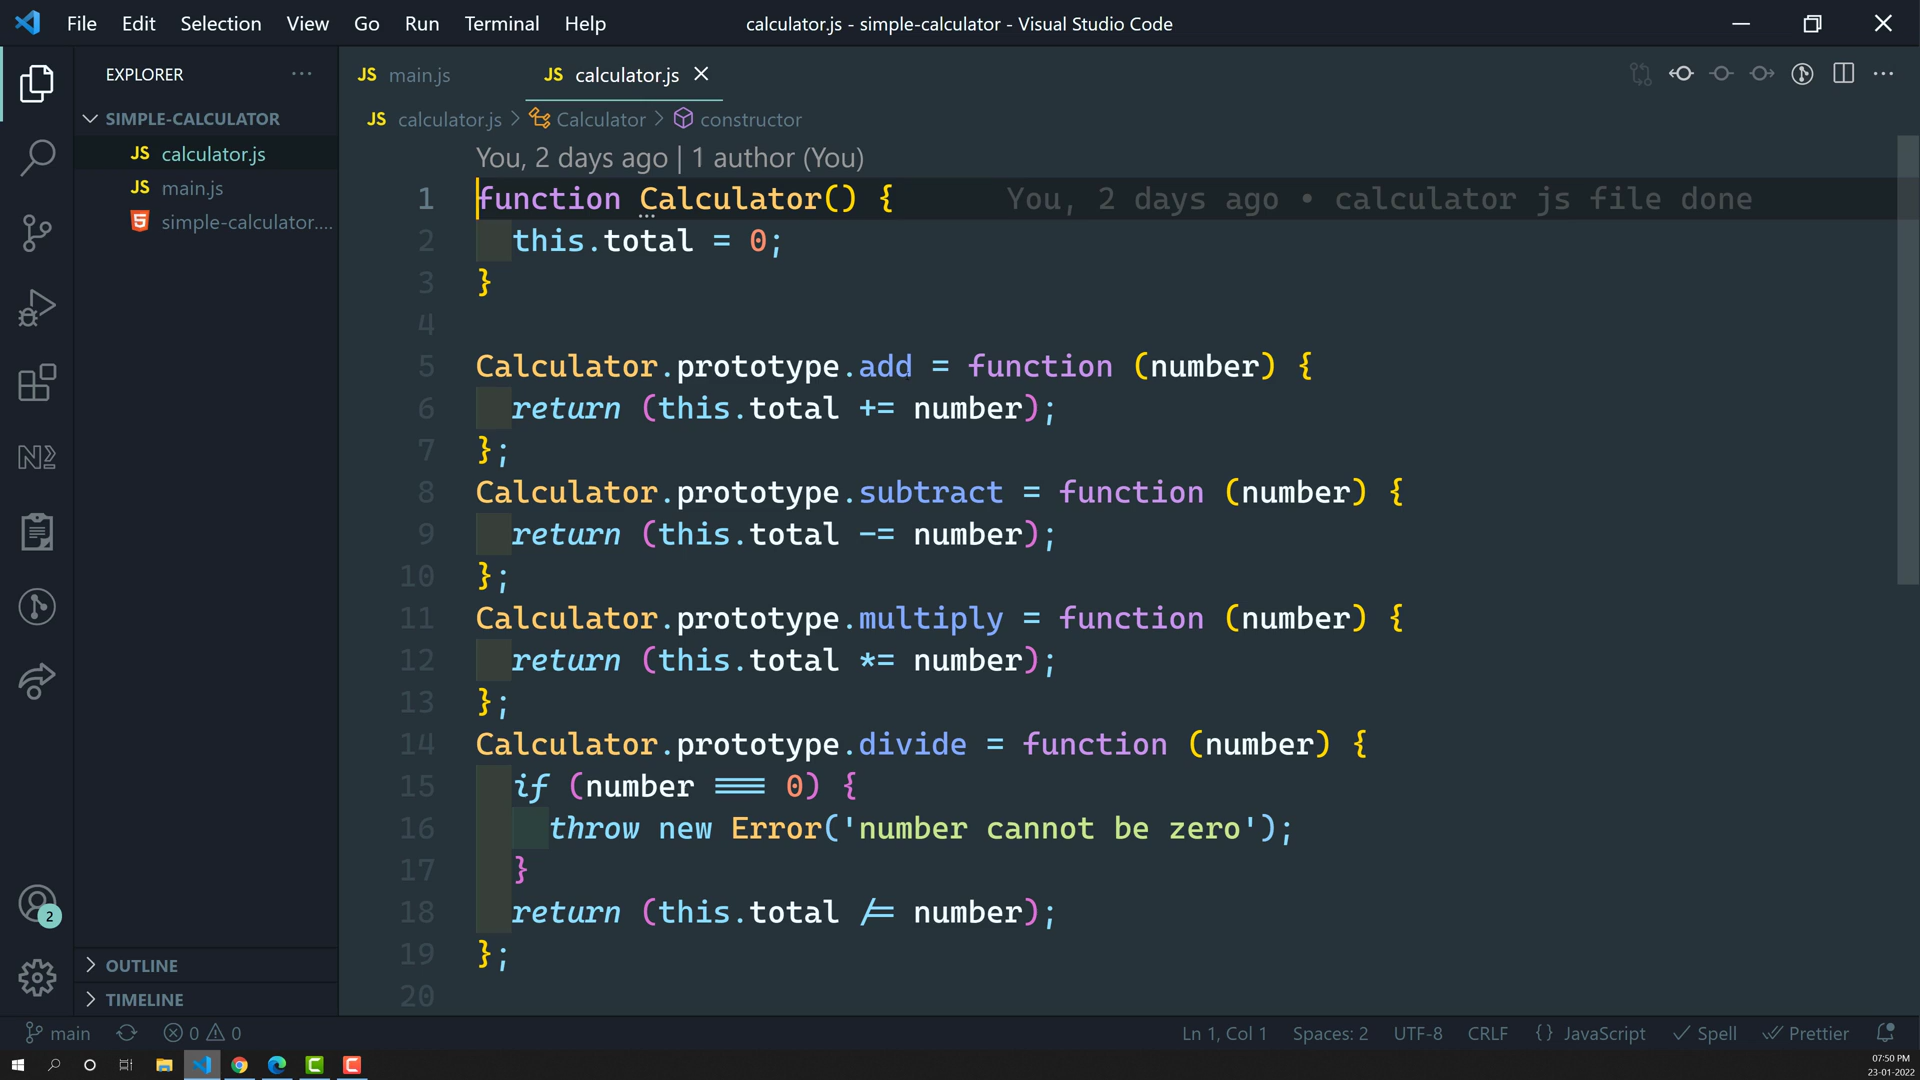 File Edit Selection View Go Run Terminal Help
calculator.js - simple-calculator - Visual Studio Code
EXPLORER ···
SIMPLE-CALCULATOR
JS calculator.js
JS main.js
simple-calculator....
OUTLINE
TIMELINE
JS main.js
JS calculator.js
JS calculator.js > Calculator > constructor
You, 2 days ago | 1 author (You)
1 function Calculator() { You, 2 days ago • calculator js file done
2 this.total = 0;
3 }
4
5 Calculator.prototype.add = function (number) {
6 return (this.total += number);
7 };
8 Calculator.prototype.subtract = function (number) {
9 return (this.total -= number);
10 };
11 Calculator.prototype.multiply = function (number) {
12 return (this.total *= number);
13 };
14 Calculator.prototype.divide = function (number) {
15 if (number === 0) {
16 throw new Error('number cannot be zero');
17 }
18 return (this.total /= number);
19 };
20
2
main 0 0
Ln 1, Col 1 Spaces: 2 UTF-8 CRLF {} JavaScript Spell Prettier
07:50 PM
23-01-2022